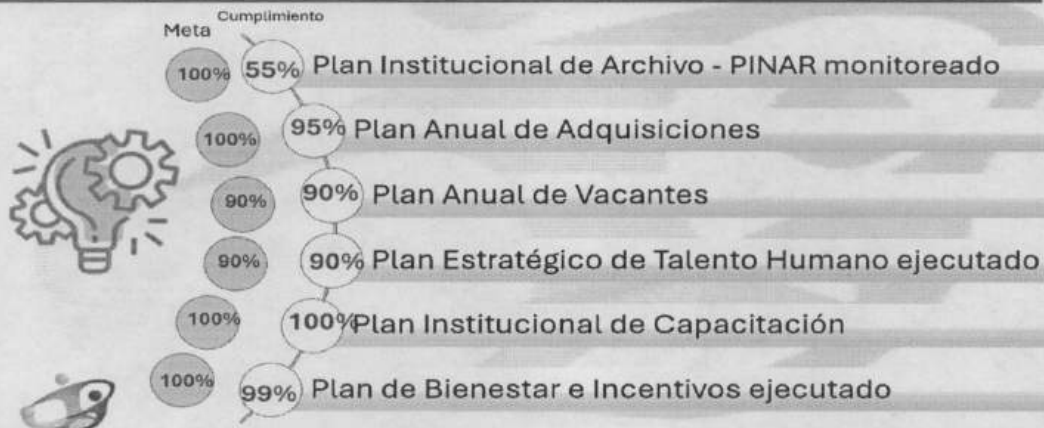 Cumplimiento
Meta
100% 55% Plan Institucional de Archivo - PINAR monitoreado
100% 95% Plan Anual de Adquisiciones
90% 90% Plan Anual de Vacantes
90% 90% Plan Estratégico de Talento Humano ejecutado
100% 100% Plan Institucional de Capacitación
100% 99% Plan de Bienestar e Incentivos ejecutado